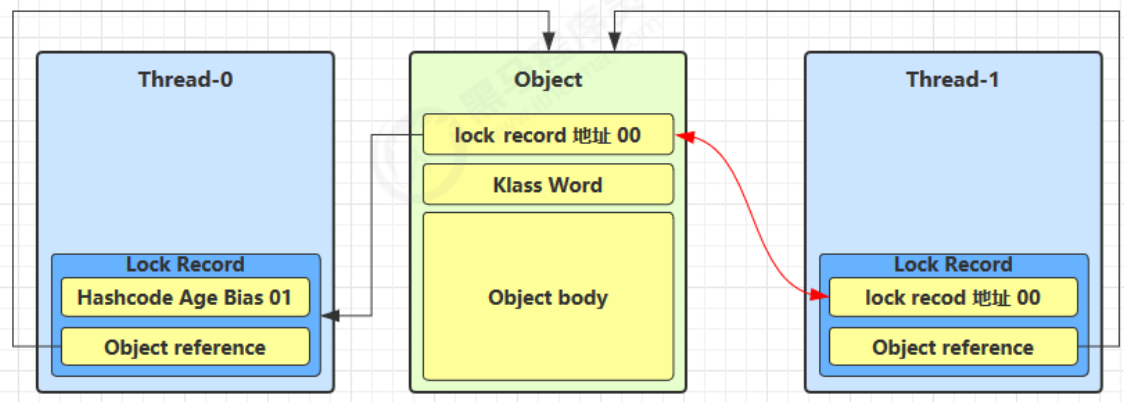 Thread-0
Lock Record
Hashcode Age Bias 01
Object reference
Object
lock record 地址 00
Klass Word
Object body
Thread-1
Lock Record
lock recod 地址 00
Object reference